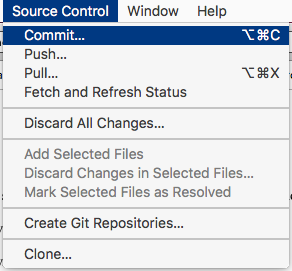 Source Control Window Help
Commit... ⌥⌘C
Push...
Pull... ⌥⌘X
Fetch and Refresh Status
Discard All Changes...
Add Selected Files
Discard Changes in Selected Files...
Mark Selected Files as Resolved
Create Git Repositories...
Clone...